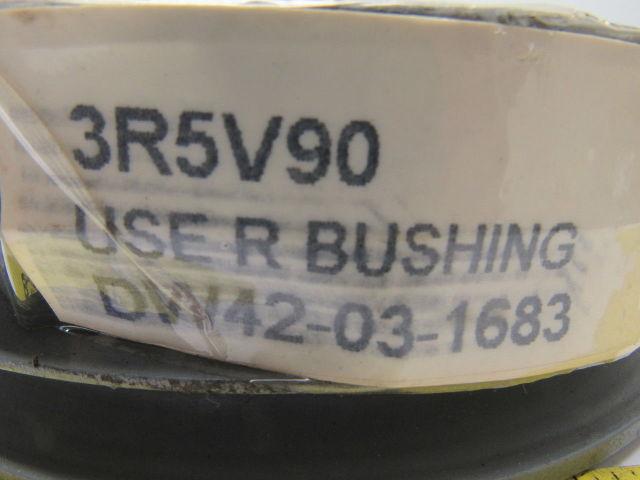 3R5V90
USE R BUSHING
DW42-03-1683